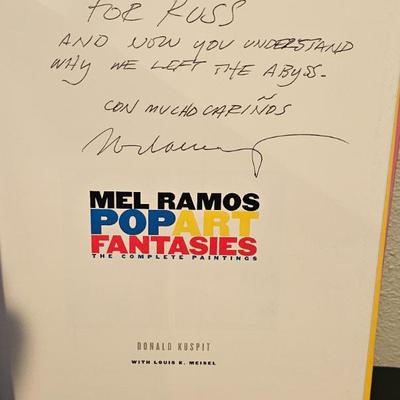 FOR RUSS
AND NOW YOU UNDERSTAND
WHY WE LEFT THE ABYSS.
CON MUCHO CARIÑOS
MEL RAMOS
POP ART
FANTASIES
THE COMPLETE PAINTINGS
DONALD KUSPIT
WITH LOUIS K. MEISEL